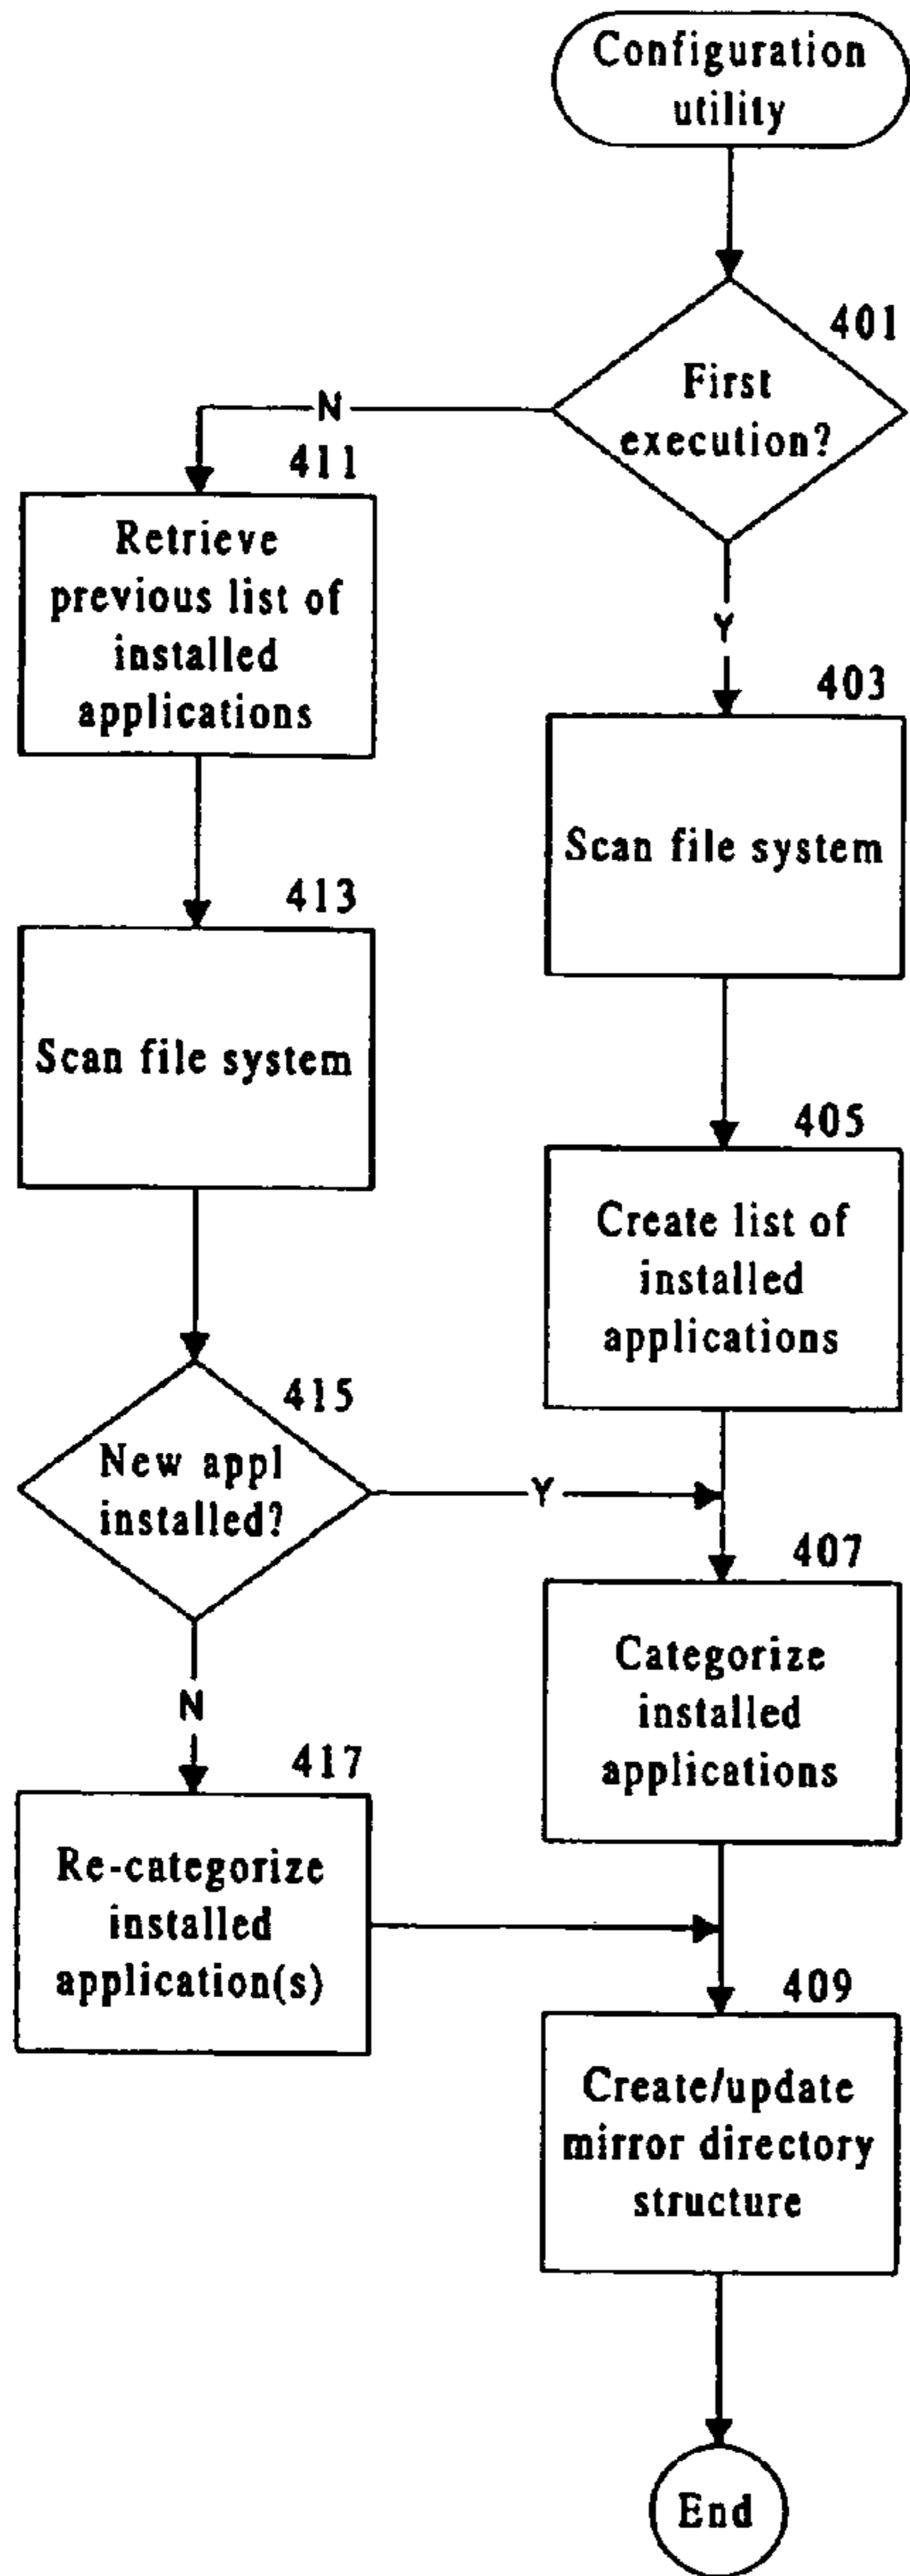 Configuration
utility
401
First
execution?
N
411
Retrieve
previous list of
installed
applications
Y
403
Scan file system
413
Scan file system
405
Create list of
installed
applications
415
New appl
installed?
Y
407
Categorize
installed
applications
N
417
Re-categorize
installed
application(s)
409
Create/update
mirror directory
structure
End